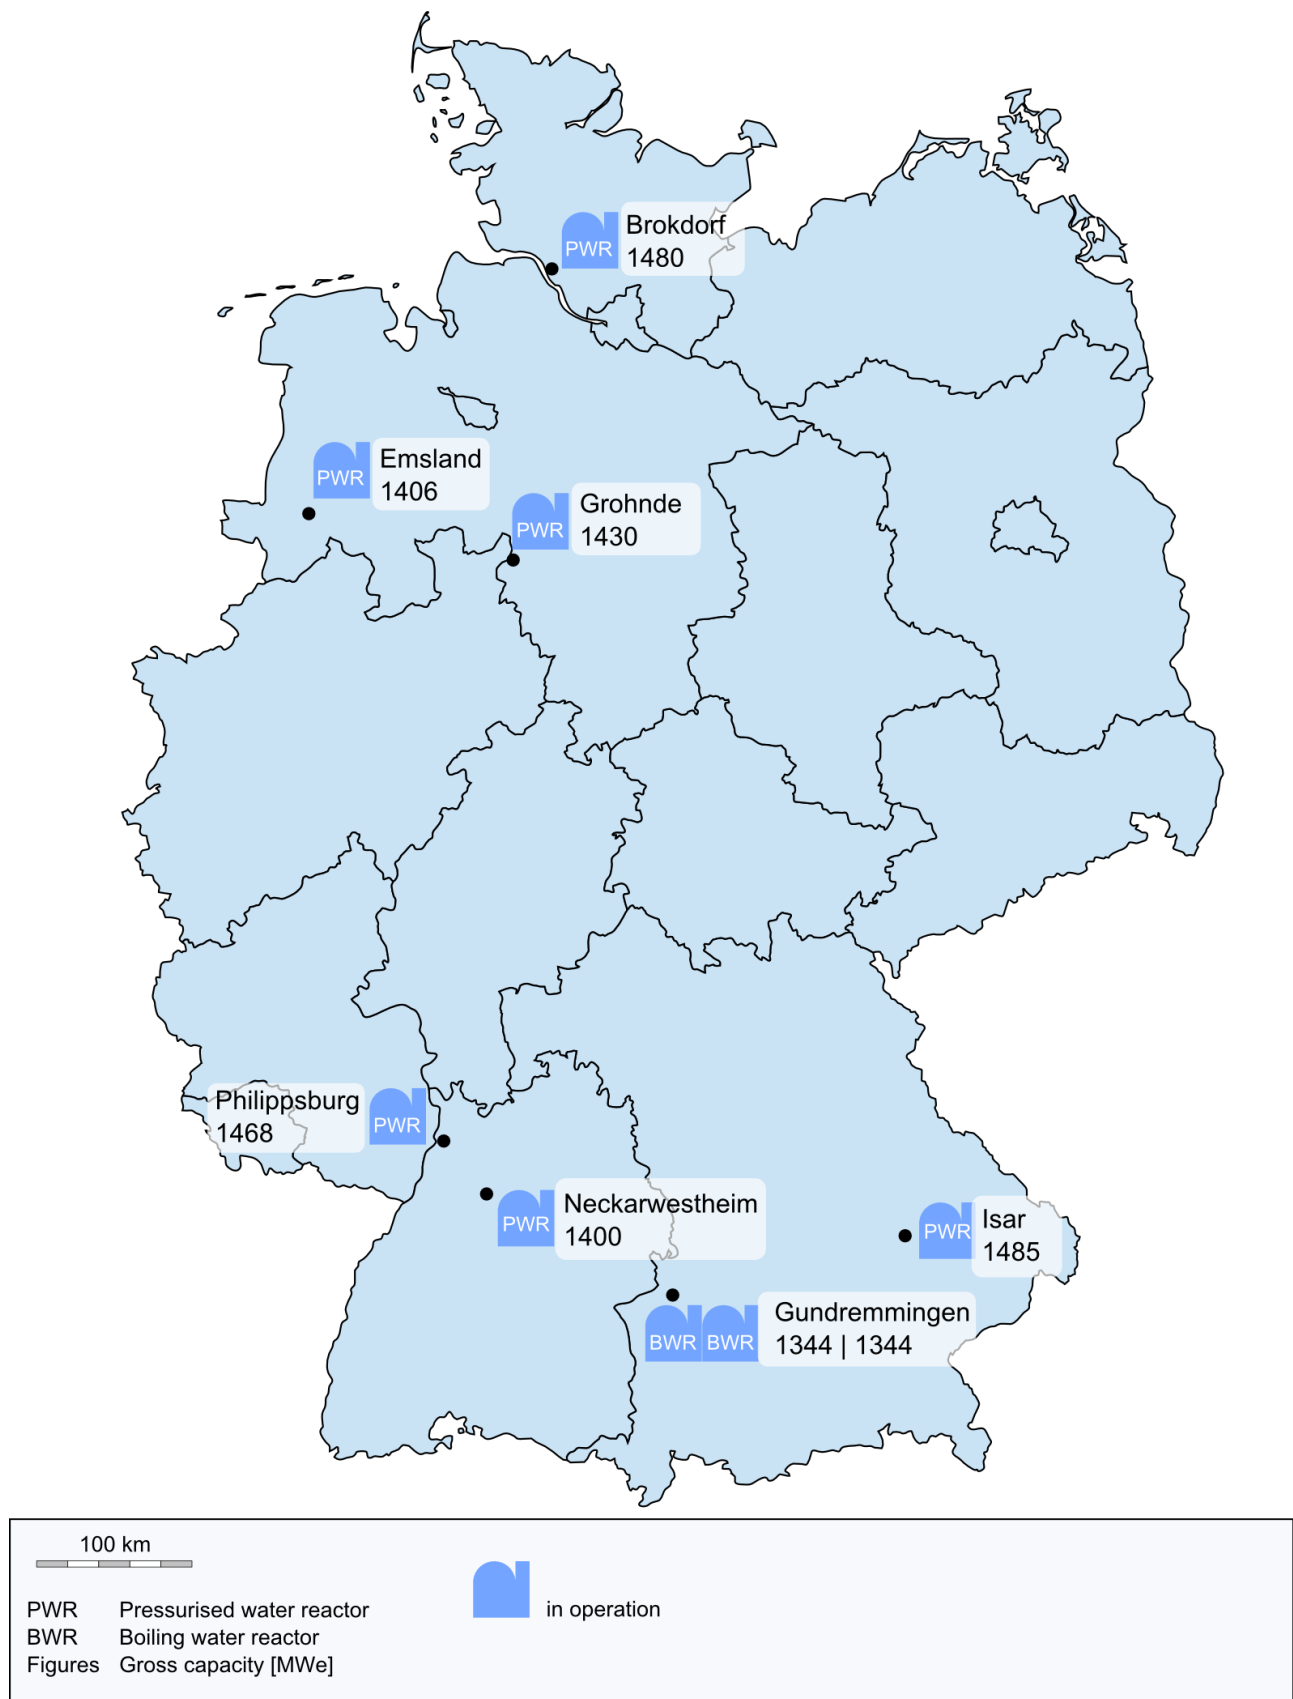 PWR
Brokdorf
1480
PWR
Emsland
1406
PWR
Grohnde
1430
Philippsburg
1468
PWR
PWR
Neckarwestheim
1400
PWR
Isar
1485
BWR BWR
Gundremmingen
1344 | 1344
100 km
in operation
PWR Pressurised water reactor
BWR Boiling water reactor
Figures Gross capacity [MWe]